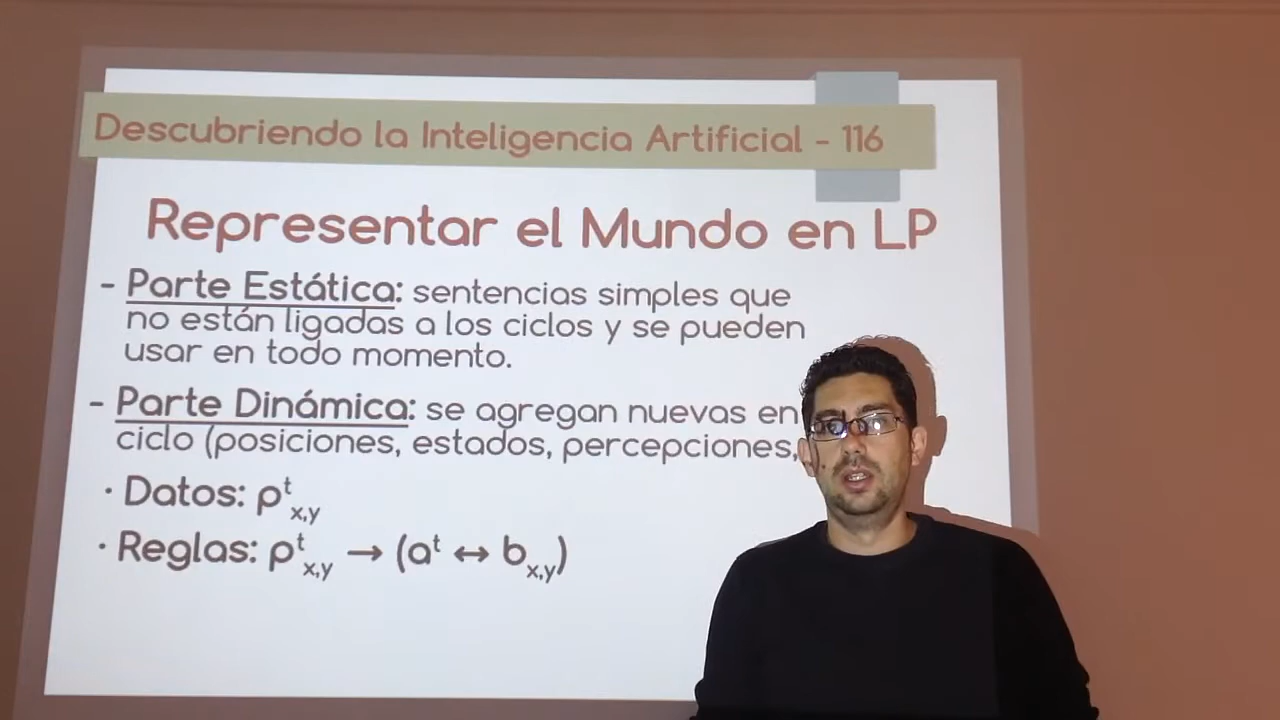 Descubriendo la Inteligencia Artificial - 116
Representar el Mundo en LP
- Parte Estática: sentencias simples que
no están ligadas a los ciclos y se pueden
usar en todo momento.
- Parte Dinámica: se agregan nuevas en
ciclo (posiciones, estados, percepciones,
· Datos: ρᵗx,y
· Reglas: ρᵗx,y → (aᵗ ↔ bx,y)